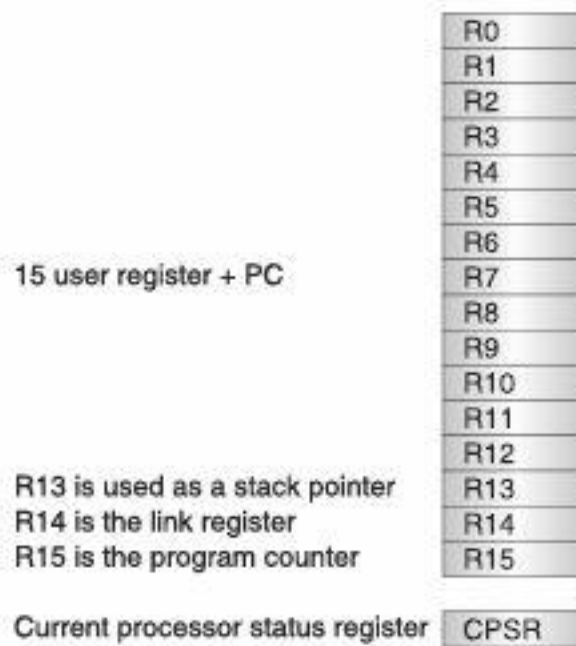 R0
R1
R2
R3
R4
R5
R6
15 user register + PC R7
R8
R9
R10
R11
R12
R13 is used as a stack pointer R13
R14 is the link register R14
R15 is the program counter R15
Current processor status register CPSR